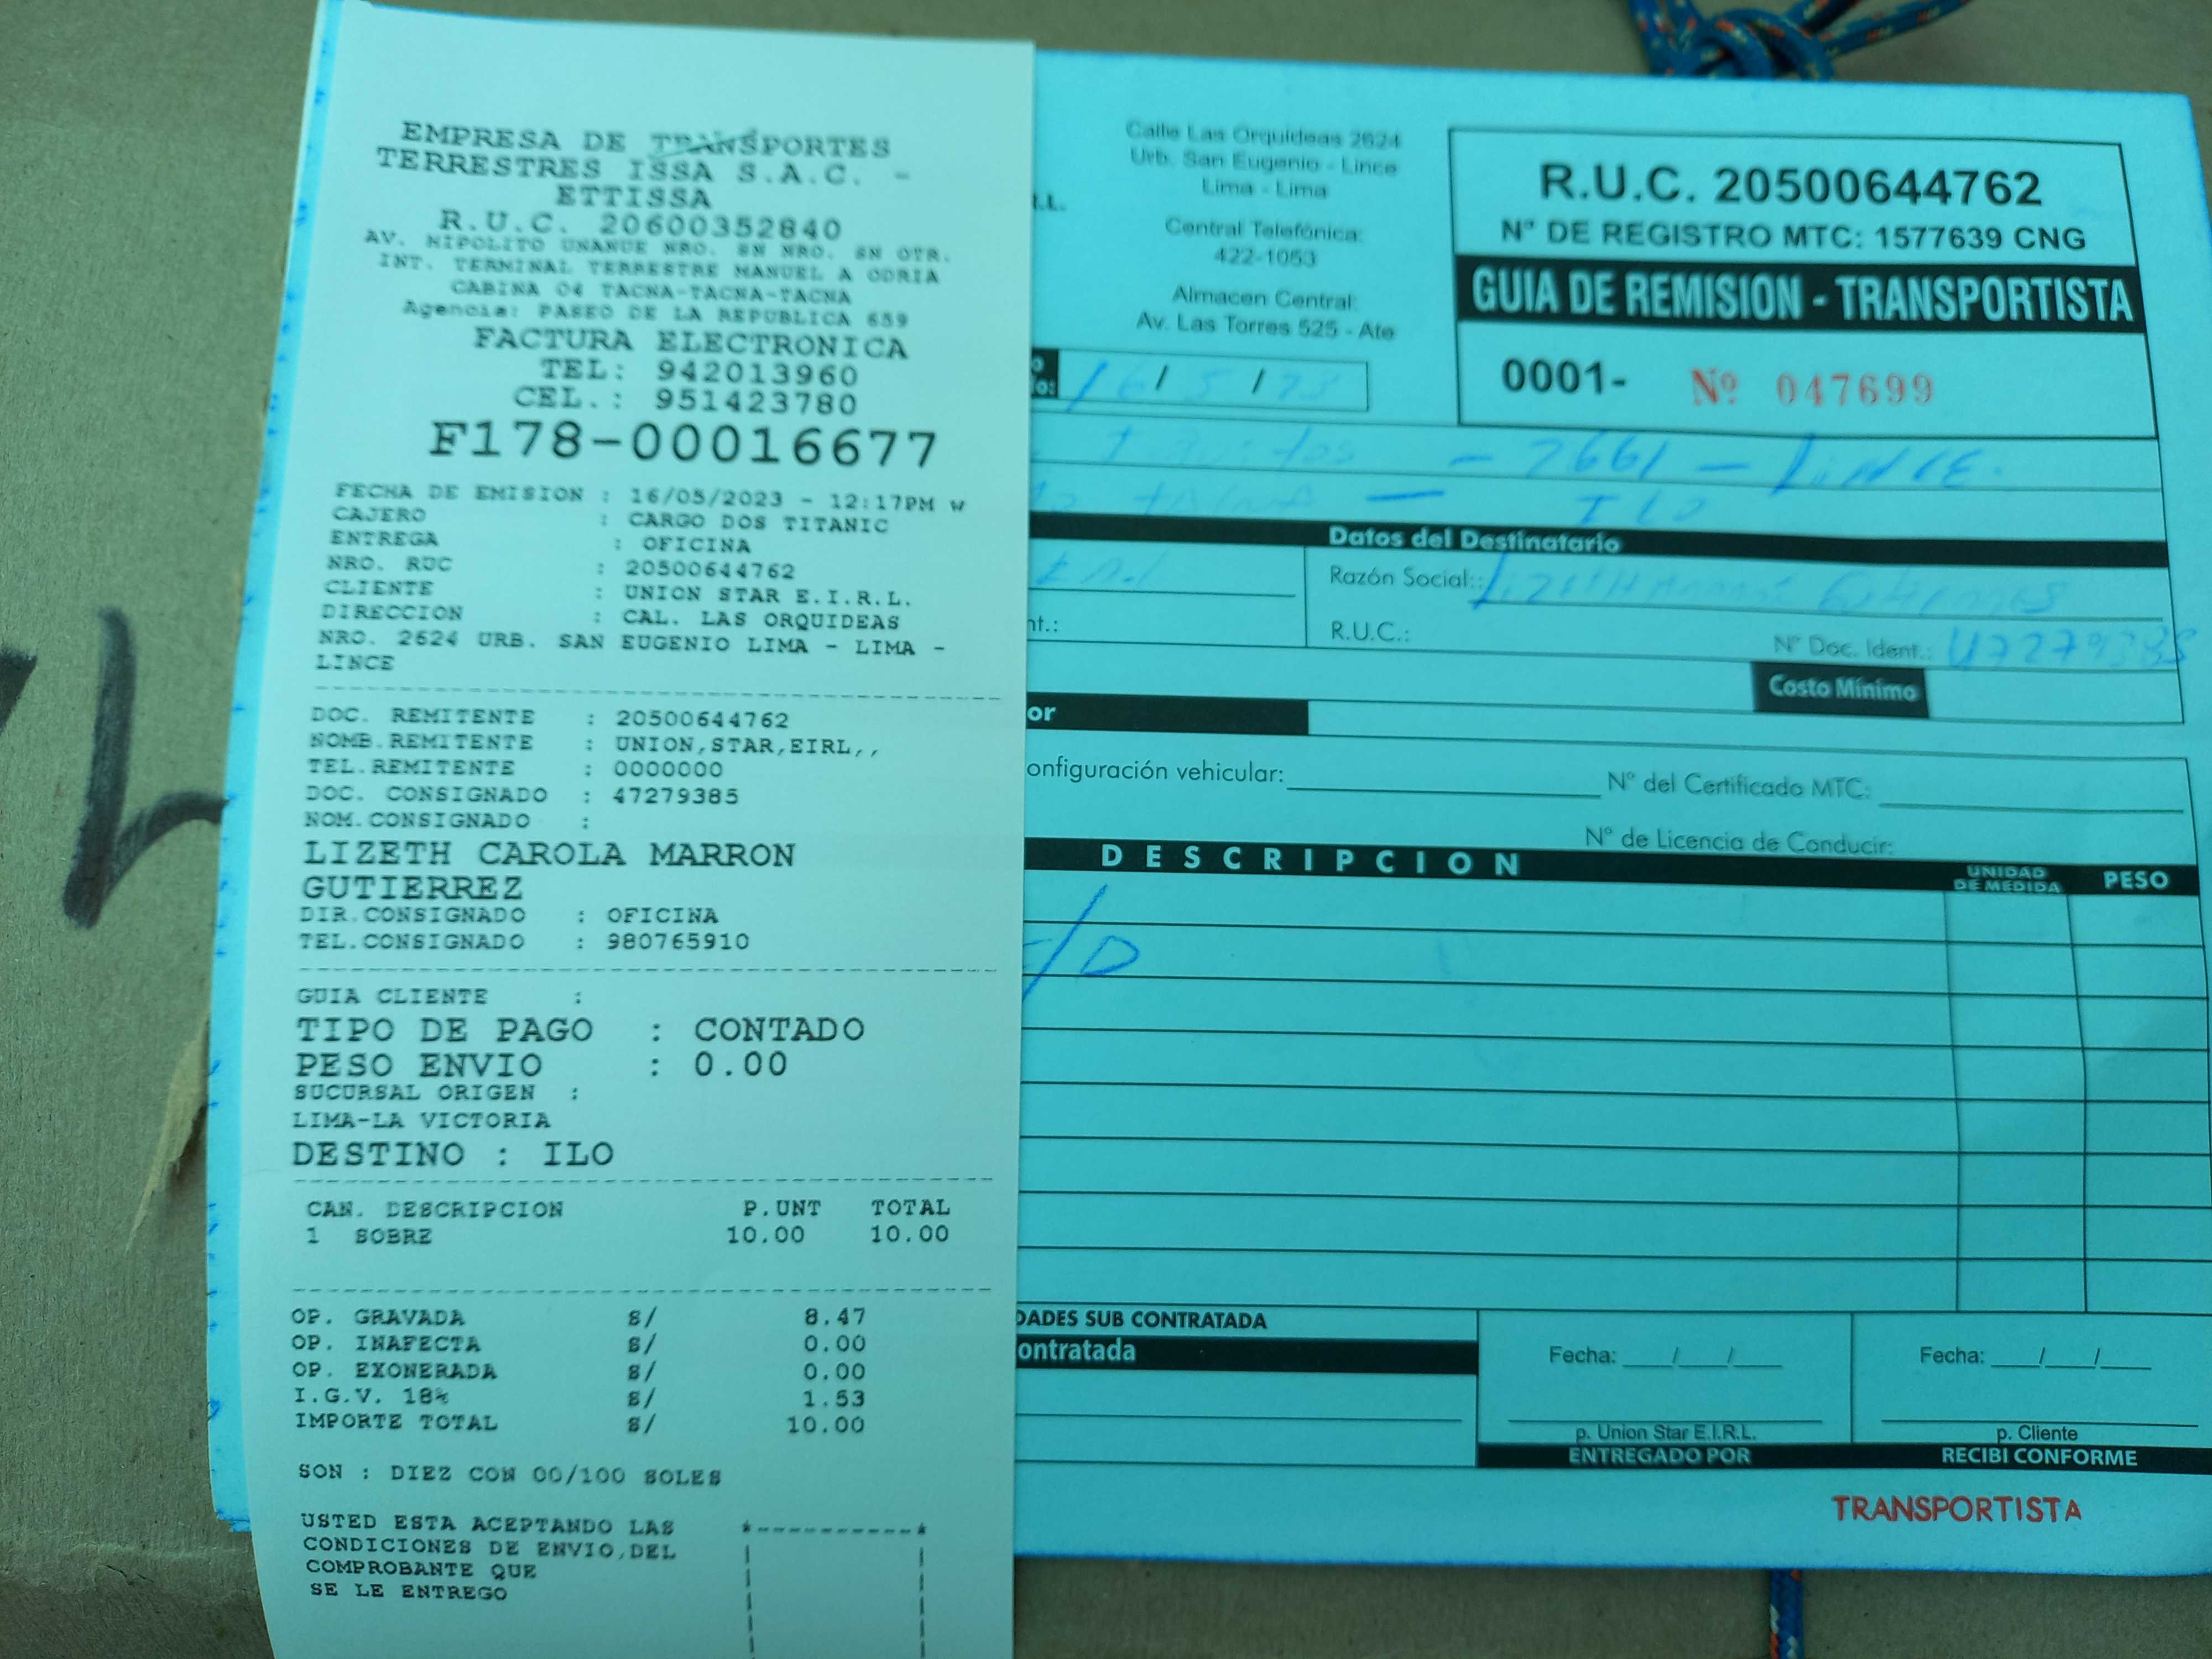 EMPRESA DE TRANSPORTES
TERRESTRES ISSA S.A.C. -
ETTISSA
R.U.C. 20600352840
AV. HIPOLITO UNANUE NRO. SN NRO. SN OTR.
INT. TERMINAL TERRESTRE MANUEL A ODRIA
CABINA 04 TACNA-TACNA-TACNA
Agencia: PASEO DE LA REPUBLICA 659
FACTURA ELECTRONICA
TEL: 942013960
CEL.: 951423780
F178-00016677
FECHA DE EMISION : 16/05/2023 - 12:17PM w
CAJERO : CARGO DOS TITANIC
ENTREGA : OFICINA
NRO. RUC : 20500644762
CLIENTE : UNION STAR E.I.R.L.
DIRECCION : CAL. LAS ORQUIDEAS
NRO. 2624 URB. SAN EUGENIO LIMA - LIMA -
LINCE
DOC. REMITENTE : 20500644762
NOMB.REMITENTE : UNION,STAR,EIRL,,
TEL.REMITENTE : 0000000
DOC. CONSIGNADO : 47279385
NOM.CONSIGNADO :
LIZETH CAROLA MARRON
GUTIERREZ
DIR.CONSIGNADO : OFICINA
TEL.CONSIGNADO : 980765910
GUIA CLIENTE :
TIPO DE PAGO : CONTADO
PESO ENVIO : 0.00
SUCURSAL ORIGEN :
LIMA-LA VICTORIA
DESTINO : ILO
CAN. DESCRIPCION P.UNT TOTAL
1 SOBRE 10.00 10.00
OP. GRAVADA S/ 8.47
OP. INAFECTA S/ 0.00
OP. EXONERADA S/ 0.00
I.G.V. 18% S/ 1.53
IMPORTE TOTAL S/ 10.00
SON : DIEZ CON 00/100 SOLES
USTED ESTA ACEPTANDO LAS
CONDICIONES DE ENVIO,DEL
COMPROBANTE QUE
SE LE ENTREGO
Calle Las Orquideas 2624
Urb. San Eugenio - Lince
Lima - Lima
Central Telefónica:
422-1053
Almacen Central:
Av. Las Torres 525 - Ate
R.U.C. 20500644762
N° DE REGISTRO MTC: 1577639 CNG
GUIA DE REMISION - TRANSPORTISTA
0001- Nº 047699
16/ 5 / 23
- 2661 - LINCE.
- ILO
Datos del Destinatario
Razón Social:
R.U.C.: N° Doc. Ident.: 47279385
Costo Mínimo
or
onfiguración vehicular: N° del Certificado MTC:
N° de Licencia de Conducir:
DESCRIPCION UNIDAD DE MEDIDA PESO
/D
DADES SUB CONTRATADA
ontratada
Fecha: / / Fecha: / /
p. Union Star E.I.R.L. p. Cliente
ENTREGADO POR RECIBI CONFORME
TRANSPORTISTA